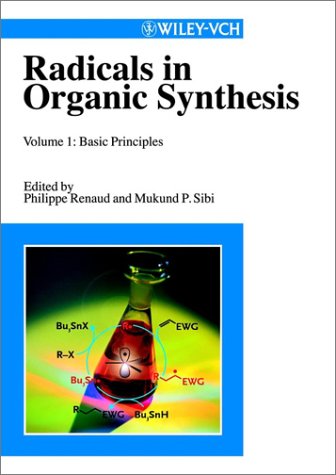 WILEY-VCH
Radicals in
Organic Synthesis
Volume 1: Basic Principles
Edited by
Philippe Renaud and Mukund P. Sibi
Bu₃SnX
R•
EWG
R–X
Bu₃Sn•
R
EWG
R
EWG
Bu₃SnH